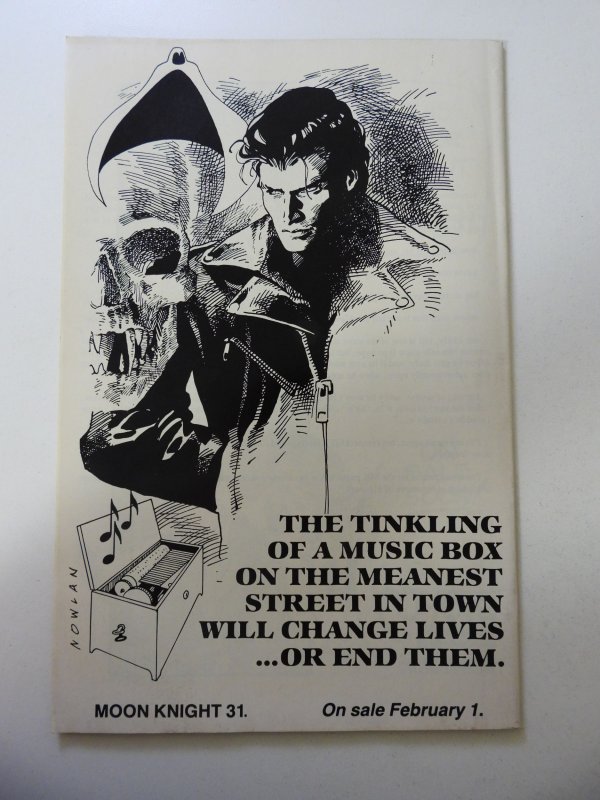 THE TINKLING
OF A MUSIC BOX
ON THE MEANEST
STREET IN TOWN
WILL CHANGE LIVES
...OR END THEM.
NOWLAN
MOON KNIGHT 31.
On sale February 1.